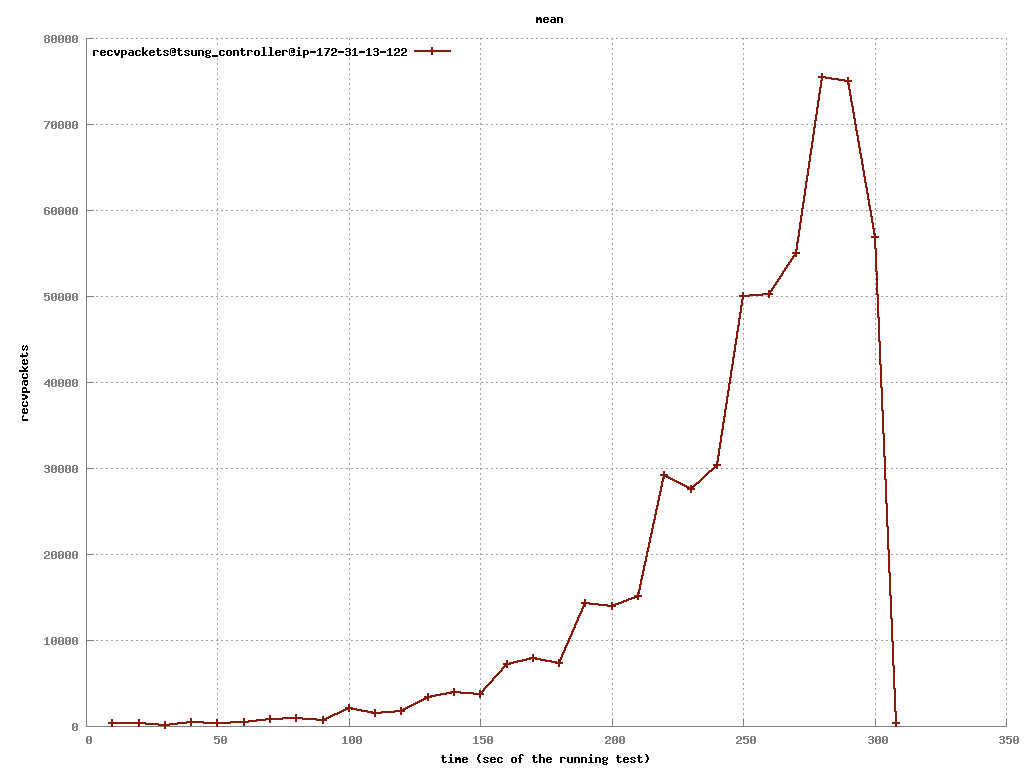 mean
80000
recvpackets@tsung_controller@ip-172-31-13-122
70000
60000
50000
40000
30000
20000
10000
0
recvpackets
0 50 100 150 200 250 300 350
time (sec of the running test)